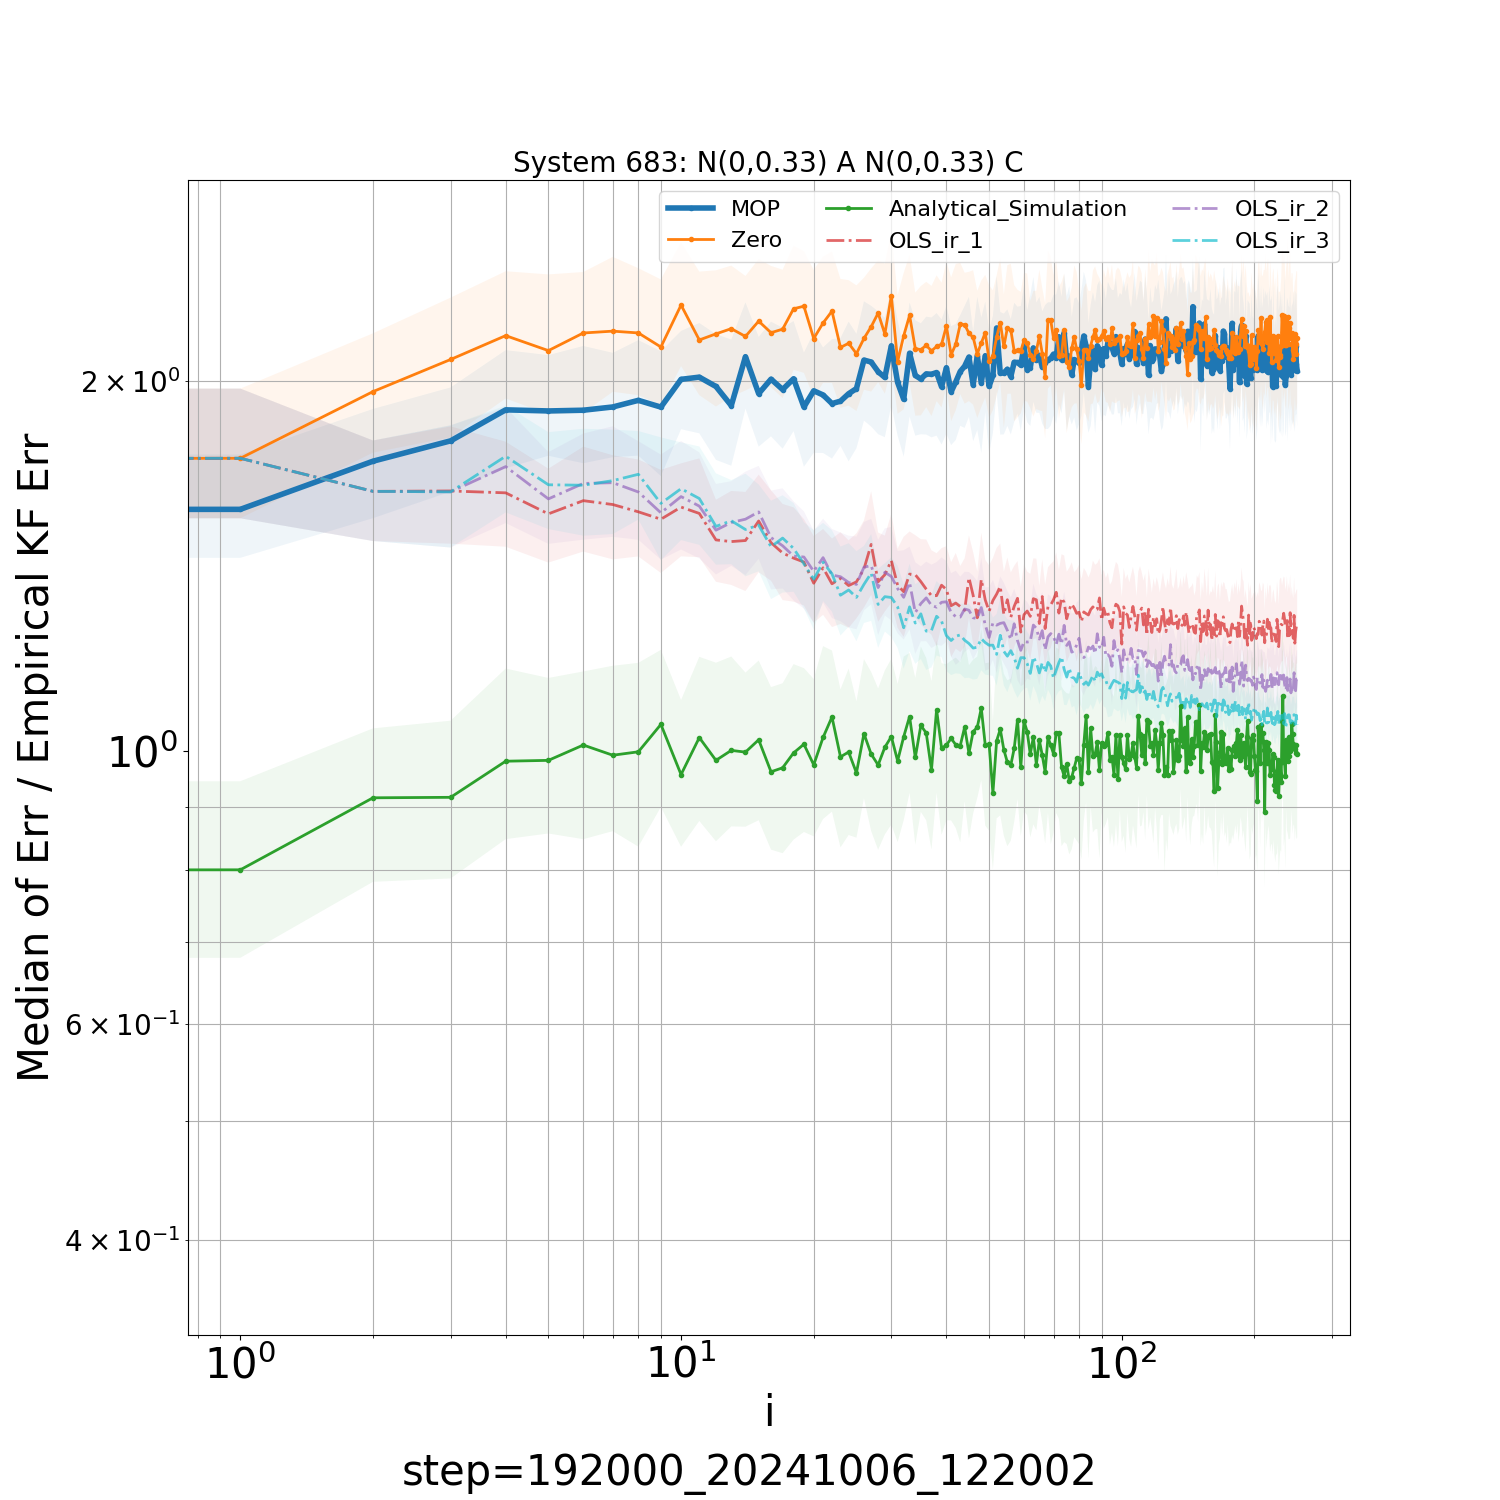 System 683: N(0,0.33) A N(0,0.33) C
MOP
Zero
Analytical_Simulation
OLS_ir_1
OLS_ir_2
OLS_ir_3
Median of Err / Empirical KF Err
2 × 10⁰
10⁰
6 × 10⁻¹
4 × 10⁻¹
10⁰ 10¹ 10²
i
step=192000_20241006_122002